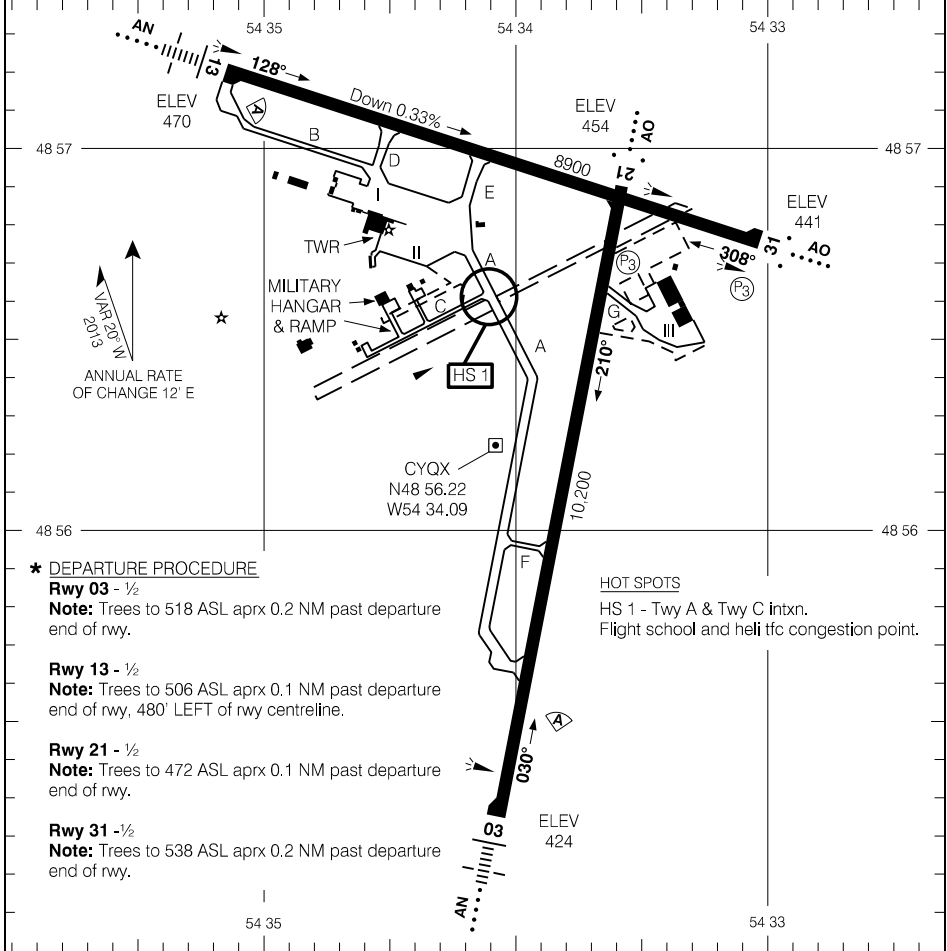 54 35
54 34
54 33
AN
13
128°
ELEV
470
A
Down 0.33%
ELEV
454
AO
48 57
B
D
8900
21
48 57
E
ELEV
441
I
31
AO
TWR
II
308°
A
P3
P3
MILITARY
HANGAR
& RAMP
C
G
III
VAR 20° W
2013
A
HS 1
210°
ANNUAL RATE
OF CHANGE 12' E
CYQX
N48 56.22
W54 34.09
10,200
48 56
48 56
F
* DEPARTURE PROCEDURE
Rwy 03 - ½
Note: Trees to 518 ASL aprx 0.2 NM past departure
end of rwy.
Rwy 13 - ½
Note: Trees to 506 ASL aprx 0.1 NM past departure
end of rwy, 480' LEFT of rwy centreline.
Rwy 21 - ½
Note: Trees to 472 ASL aprx 0.1 NM past departure
end of rwy.
Rwy 31 -½
Note: Trees to 538 ASL aprx 0.2 NM past departure
end of rwy.
HOT SPOTS
HS 1 - Twy A & Twy C intxn.
Flight school and heli tfc congestion point.
A
030°
03
ELEV
424
AN
54 35
54 33